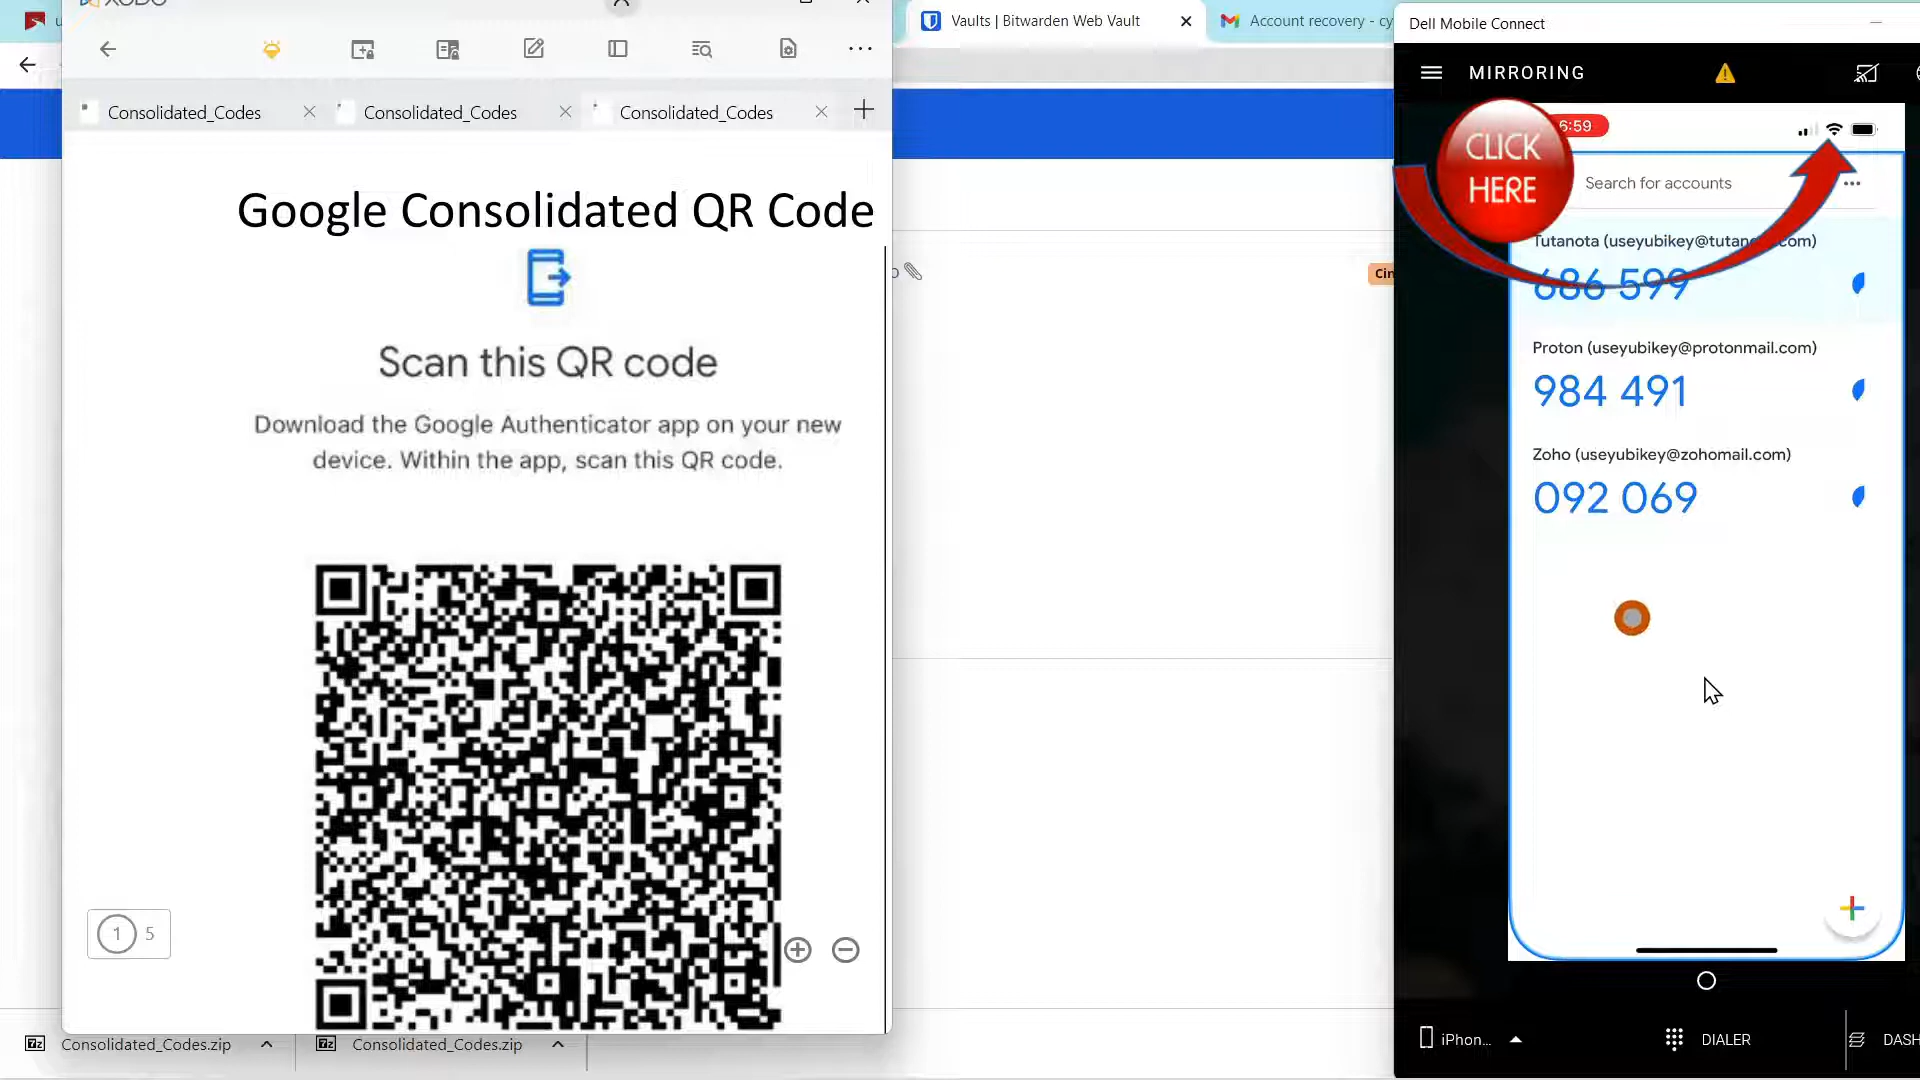 XODO
Vaults | Bitwarden Web Vault
Account recovery - cy
Dell Mobile Connect
MIRRORING
Consolidated_Codes
Consolidated_Codes
Consolidated_Codes
CLICK
HERE
6:59
Search for accounts
Google Consolidated QR Code
Tutanota (useyubikey@tutanota.com)
686 599
Cin
Scan this QR code
Proton (useyubikey@protonmail.com)
984 491
Download the Google Authenticator app on your new
device. Within the app, scan this QR code.
Zoho (useyubikey@zohomail.com)
092 069
1 5
Consolidated_Codes.zip
Consolidated_Codes.zip
iPhon...
DIALER
DASH